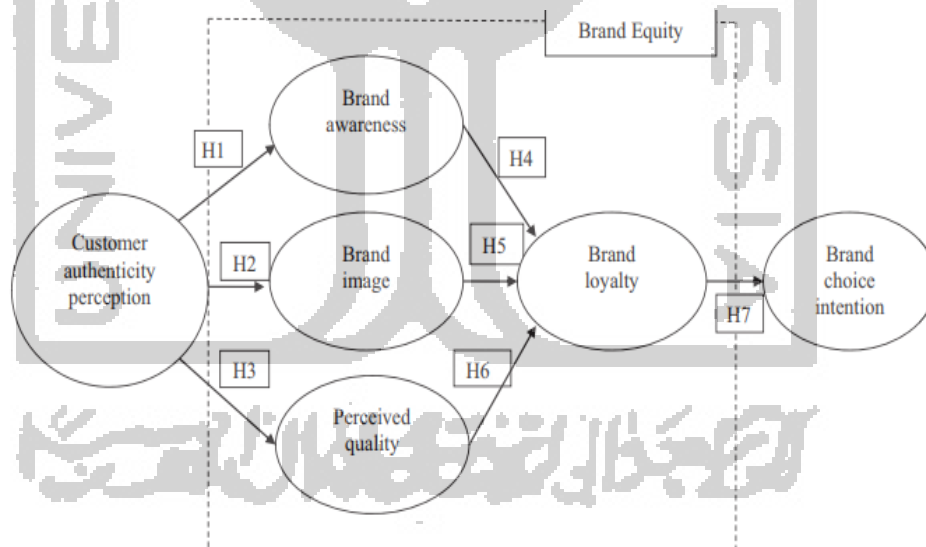 Brand Equity
Brand
awareness
H1
H4
Customer
authenticity
perception
H2
Brand
image
H5
Brand
loyalty
Brand
choice
intention
H7
H3
H6
Perceived
quality